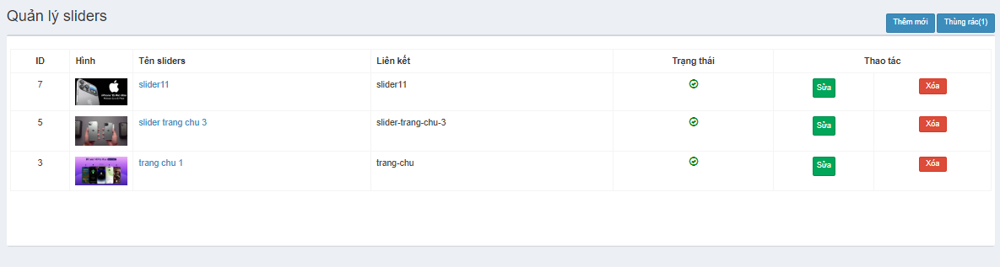 Quản lý sliders
Thêm mới Thùng rác(1)
ID Hình Tên sliders Liên kết Trạng thái Thao tác
7 slider11 slider11 Sửa Xóa
5 slider trang chu 3 slider-trang-chu-3 Sửa Xóa
3 trang chu 1 trang-chu Sửa Xóa